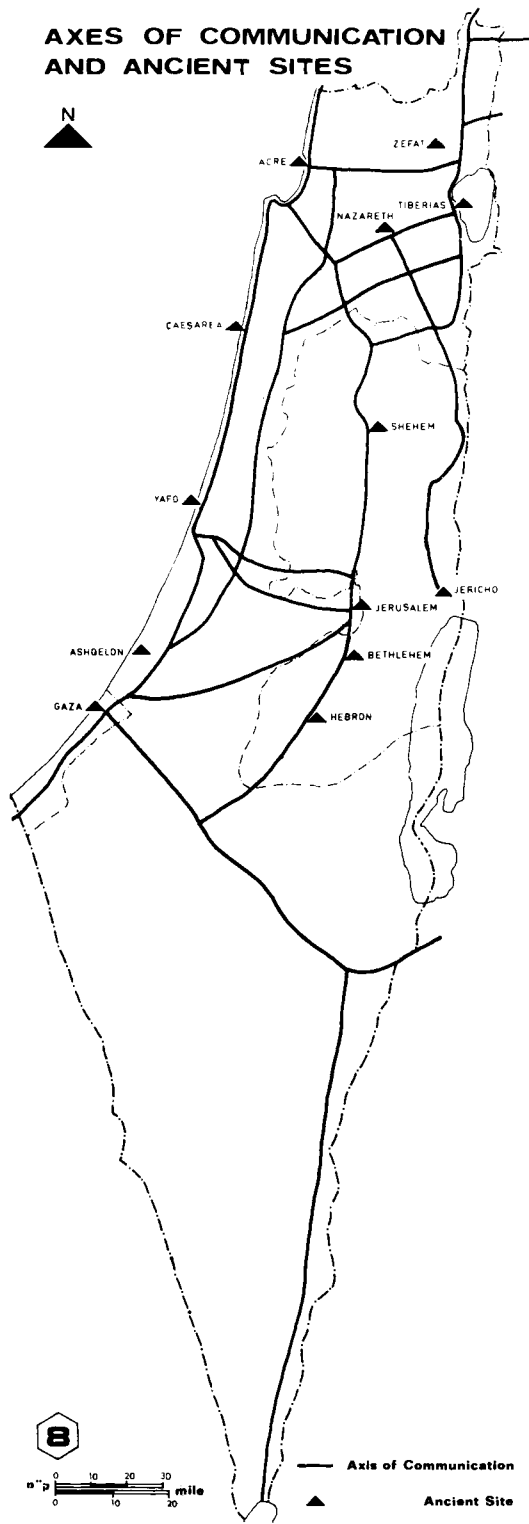 AXES OF COMMUNICATION
AND ANCIENT SITES
N
ZEFAT
ACRE
TIBERIAS
NAZARETH
CAESAREA
SHEHEM
YAFO
JERICHO
JERUSALEM
ASHQELON
BETHLEHEM
GAZA
HEBRON
8
0 10 20 30
ק"מ mile
0 10 20
Axis of Communication
Ancient Site